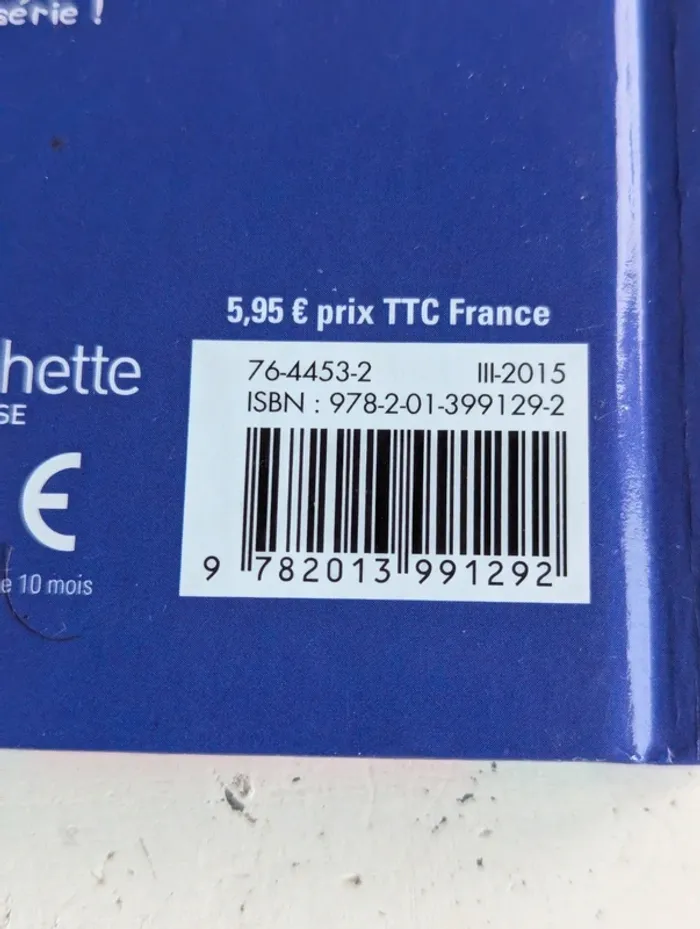 série !
5,95 € prix TTC France
hette
SE
76-4453-2 III-2015
ISBN : 978-2-01-399129-2
CE
e 10 mois
9 782013 991292